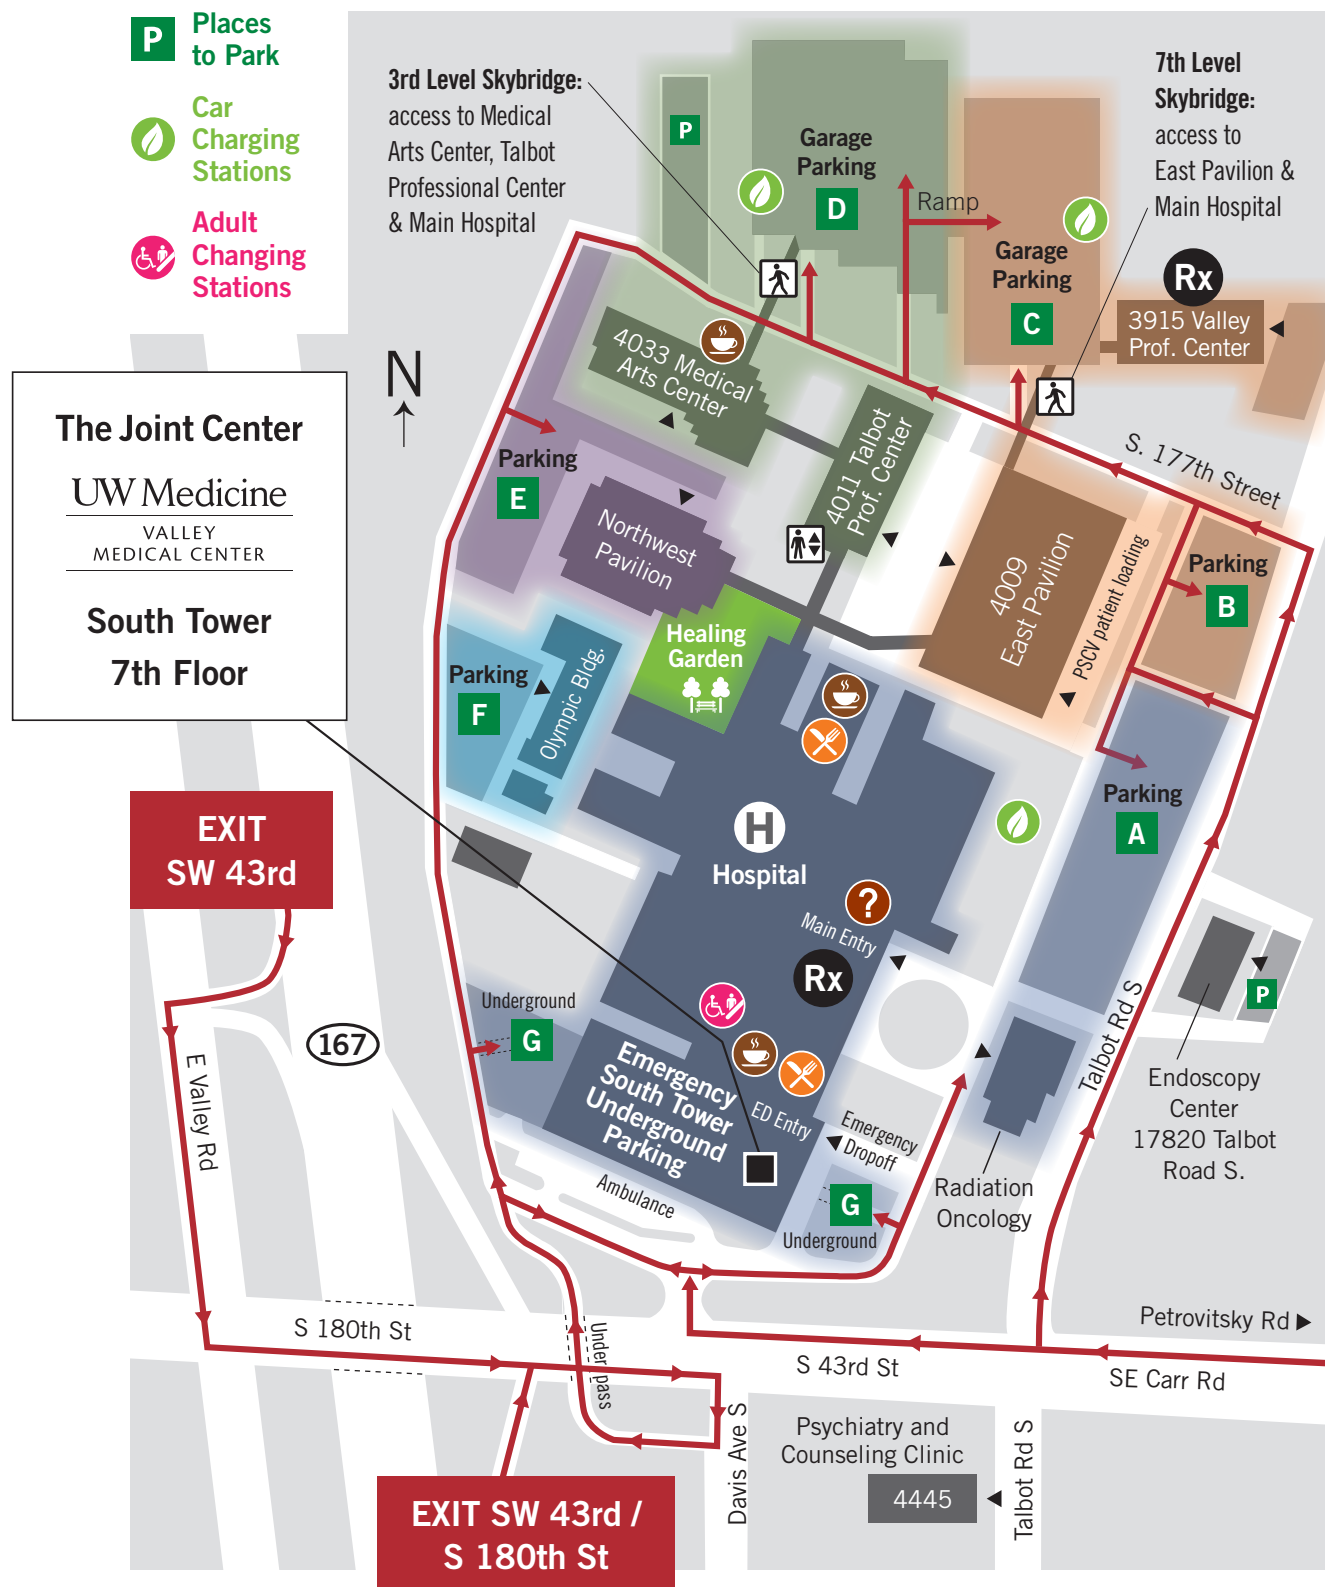 P
Places
to Park
Car
Charging
Stations
Adult
Changing
Stations
3rd Level Skybridge:
access to Medical
Arts Center, Talbot
Professional Center
& Main Hospital
7th Level
Skybridge:
access to
East Pavilion &
Main Hospital
P
Garage
Parking
D
Ramp
Garage
Parking
C
Rx
3915 Valley
Prof. Center
N
4033 Medical
Arts Center
4011 Talbot
Prof. Center
S. 177th Street
The Joint Center
UW Medicine
VALLEY
MEDICAL CENTER
South Tower
7th Floor
Parking
E
Northwest
Pavilion
4009
East Pavilion
PSCV patient loading
Parking
B
Healing
Garden
Parking
F
Olympic Bldg.
Parking
A
EXIT
SW 43rd
H
Hospital
?
Main Entry
Rx
Underground
G
167
E Valley Rd
Emergency
South Tower
Underground
Parking
ED Entry
Emergency
Dropoff
Ambulance
G
Underground
Radiation
Oncology
Talbot Rd S
P
Endoscopy
Center
17820 Talbot
Road S.
Petrovitsky Rd
S 180th St
Underpass
S 43rd St
SE Carr Rd
Davis Ave S
Psychiatry and
Counseling Clinic
4445
Talbot Rd S
EXIT SW 43rd /
S 180th St